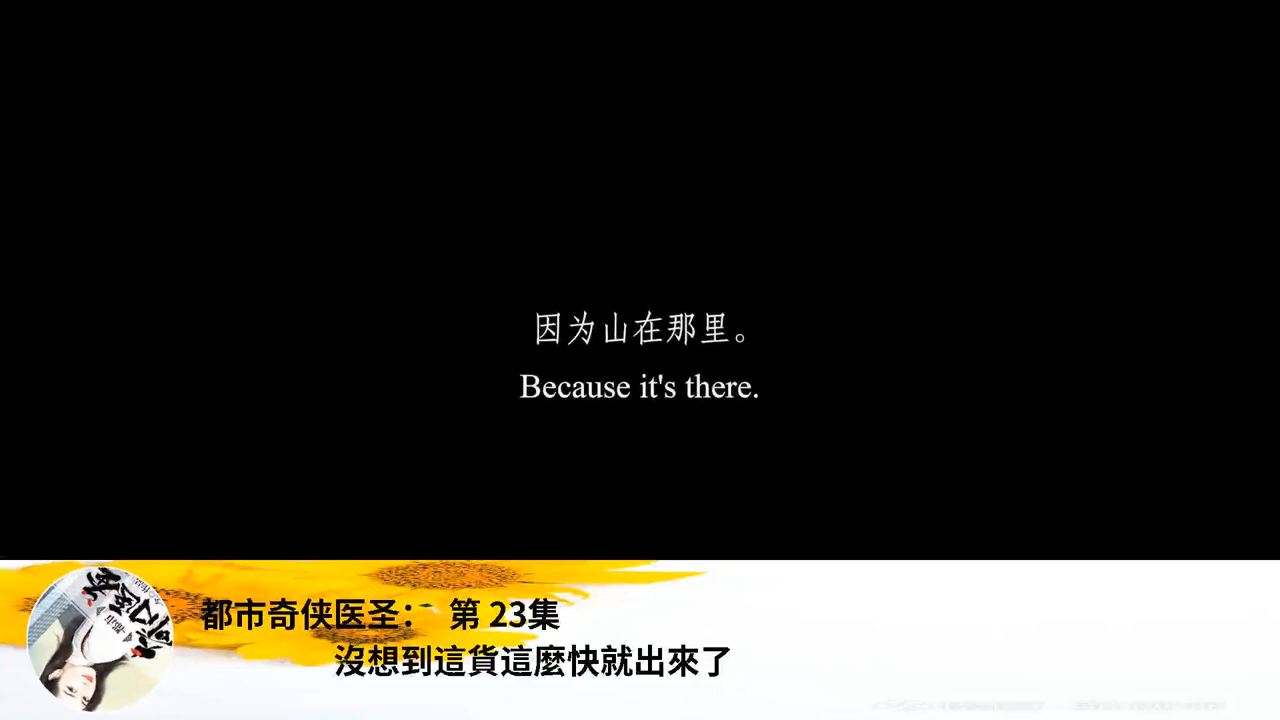 因为山在那里。
Because it's there.
都市奇侠医圣： 第 23集
沒想到這貨這麼快就出來了